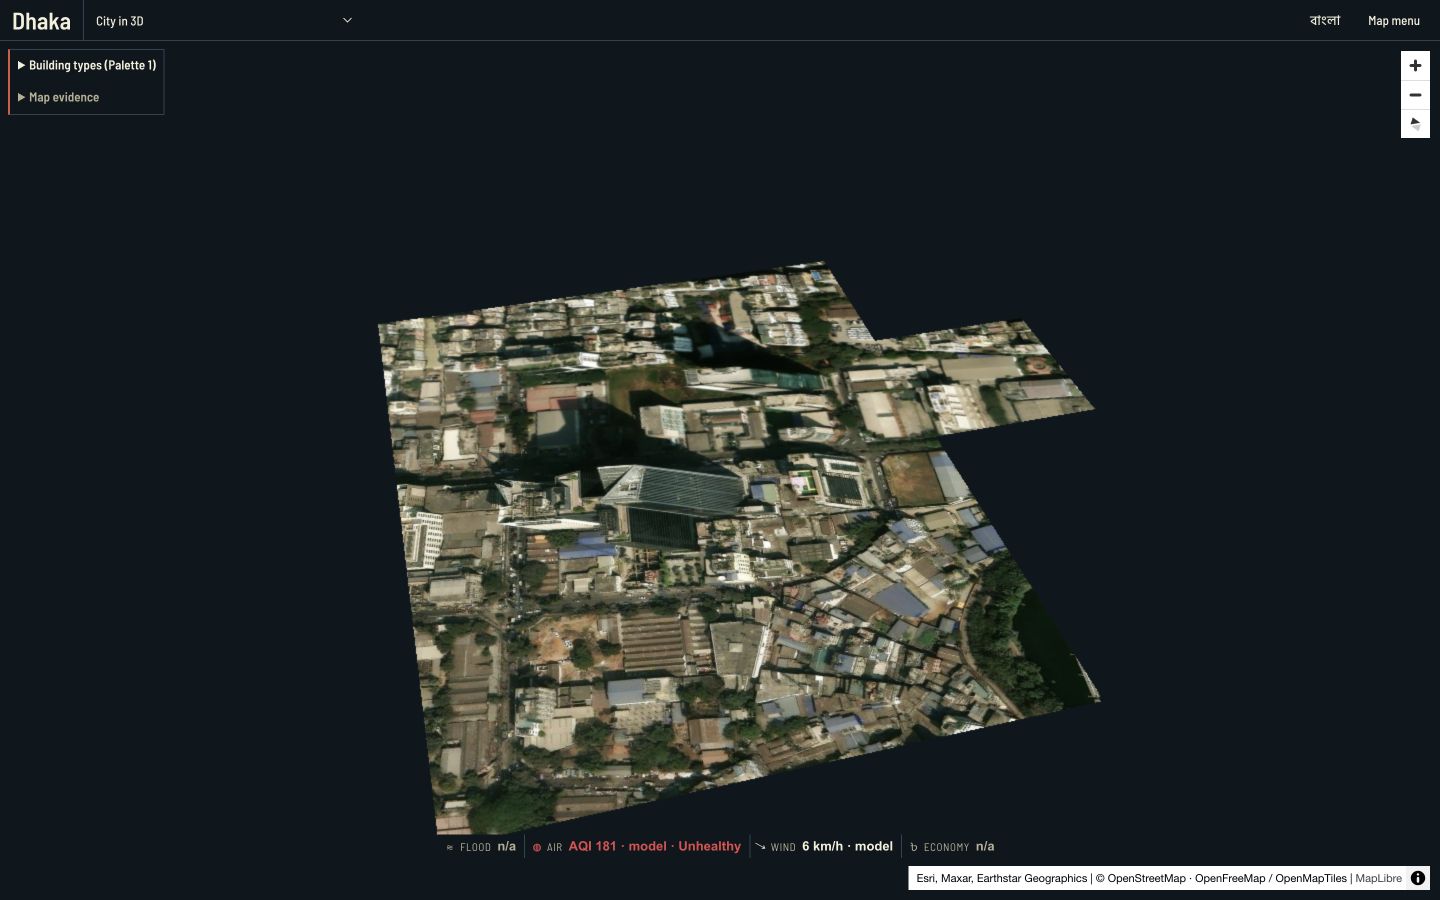 Dhaka City in 3D বাংলা Map menu
▶ Building types (Palette 1)
▶ Map evidence
≈ FLOOD n/a AIR AQI 181 · model · Unhealthy WIND 6 km/h · model ৳ ECONOMY n/a
Esri, Maxar, Earthstar Geographics | © OpenStreetMap · OpenFreeMap / OpenMapTiles | MapLibre